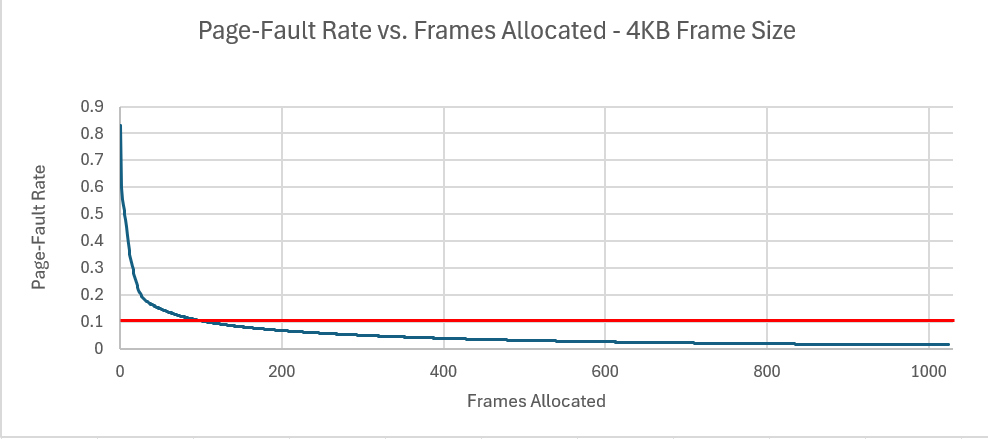 Page-Fault Rate vs. Frames Allocated - 4KB Frame Size
Page-Fault Rate
0.9
0.8
0.7
0.6
0.5
0.4
0.3
0.2
0.1
0
0 200 400 600 800 1000
Frames Allocated